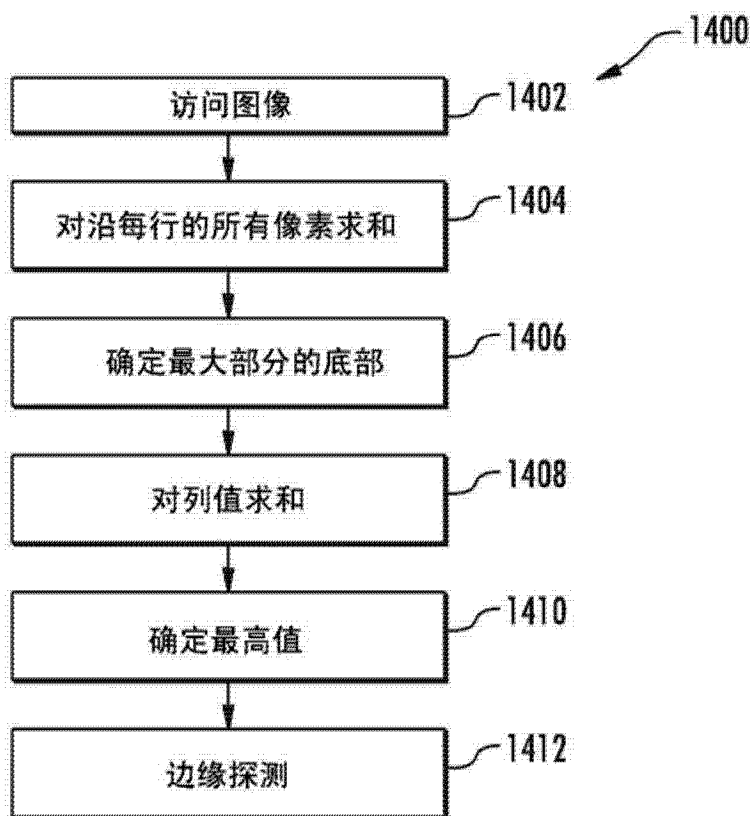 1400
访问图像
1402
对沿每行的所有像素求和
1404
确定最大部分的底部
1406
对列值求和
1408
确定最高值
1410
边缘探测
1412